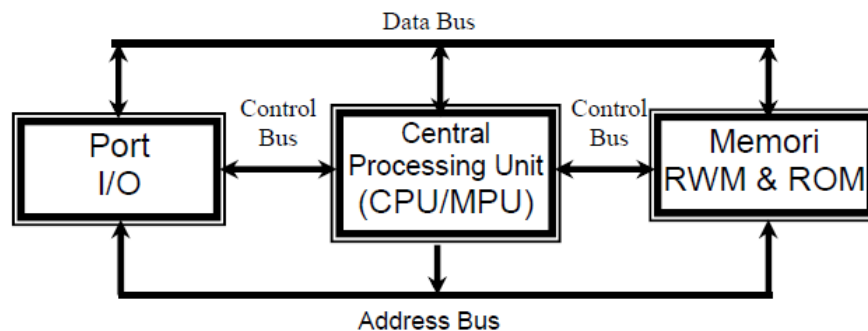 Data Bus
Control
Bus
Control
Bus
Port
I/O
Central
Processing Unit
(CPU/MPU)
Memori
RWM & ROM
Address Bus